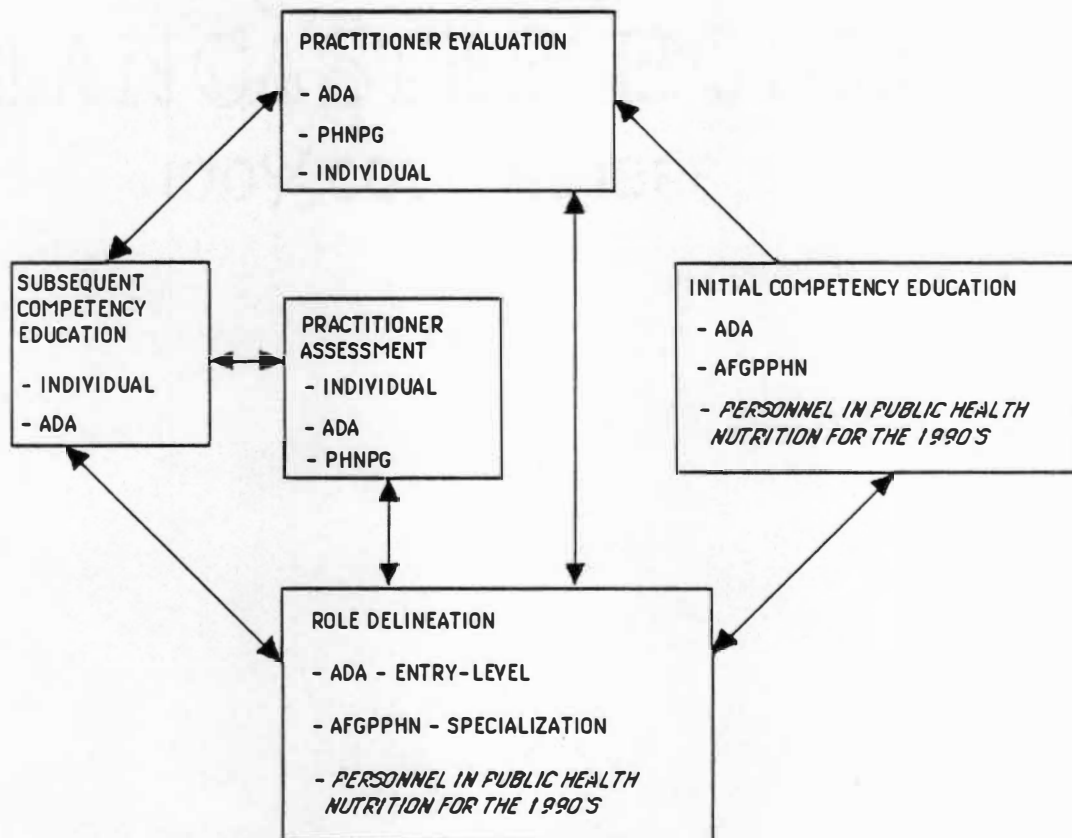 PRACTITIONER EVALUATION
- ADA
- PHNPG
- INDIVIDUAL
SUBSEQUENT
COMPETENCY
EDUCATION
- INDIVIDUAL
- ADA
PRACTITIONER
ASSESSMENT
- INDIVIDUAL
- ADA
- PHNPG
INITIAL COMPETENCY EDUCATION
- ADA
- AFGPPHN
- PERSONNEL IN PUBLIC HEALTH
NUTRITION FOR THE 1990'S
ROLE DELINEATION
- ADA - ENTRY-LEVEL
- AFGPPHN - SPECIALIZATION
- PERSONNEL IN PUBLIC HEALTH
NUTRITION FOR THE 1990'S